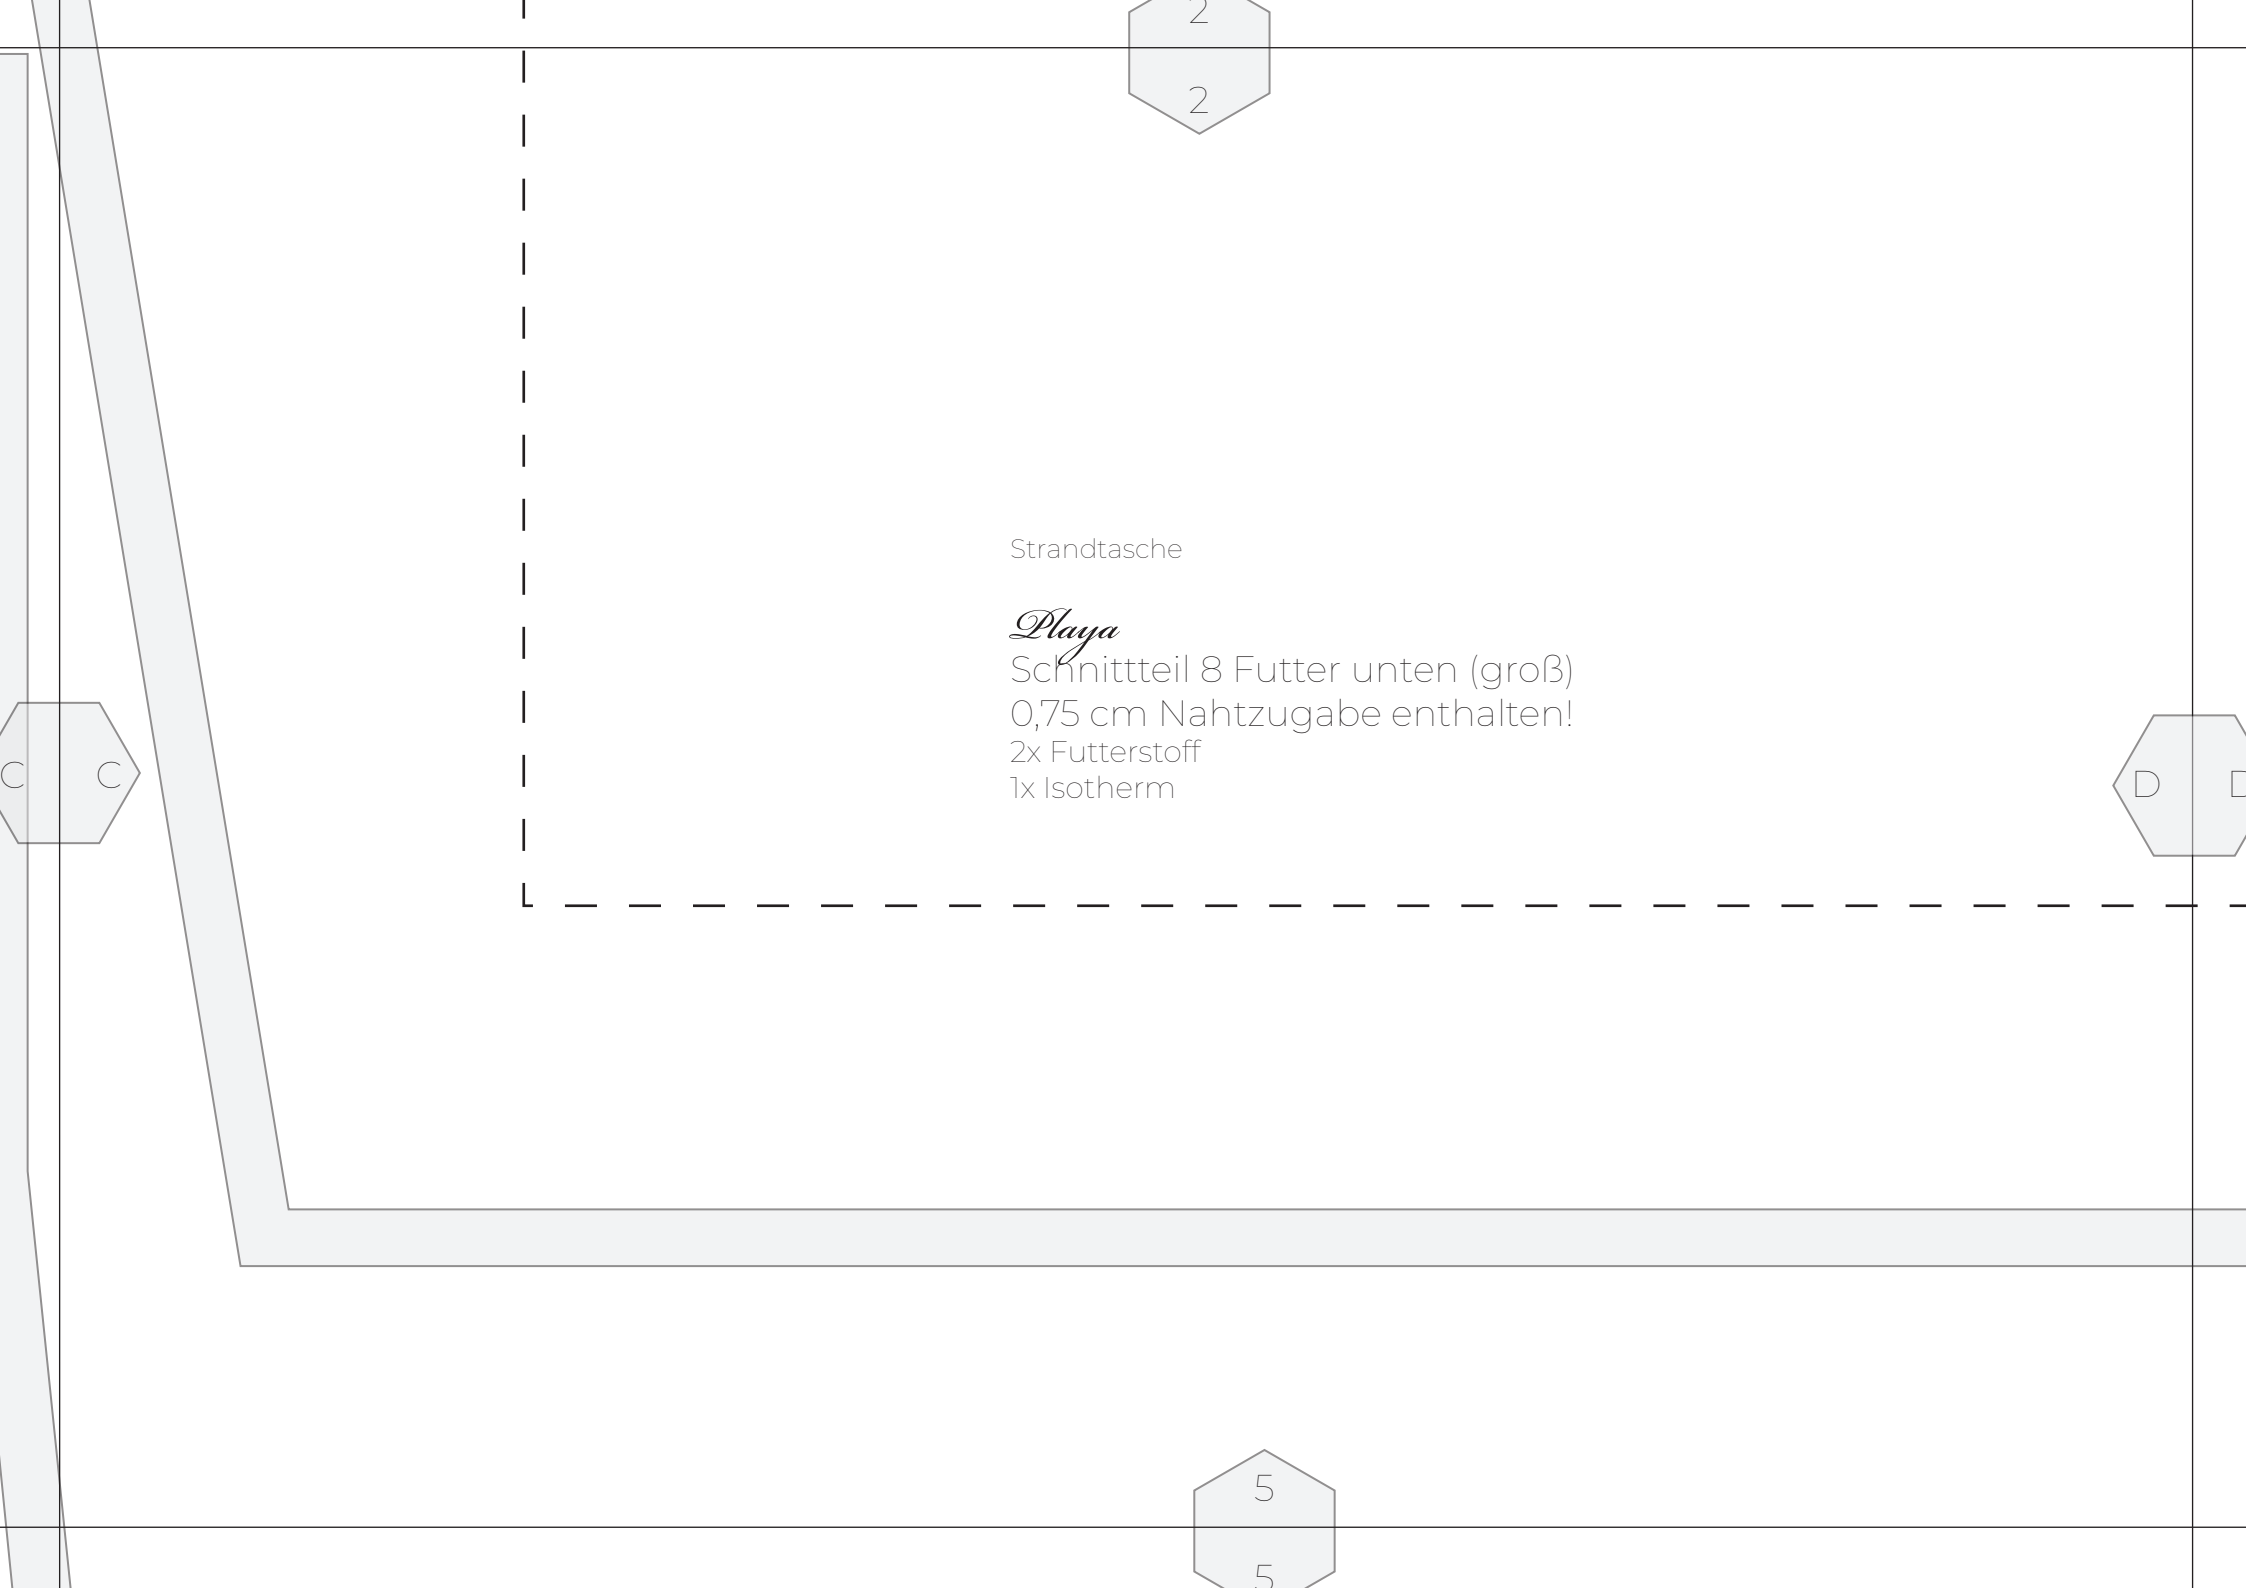 2
2
Strandtasche
Playa
Schnittteil 8 Futter unten (groß)
0,75 cm Nahtzugabe enthalten!
2x Futterstoff
1x Isotherm
C C
D D
5
5